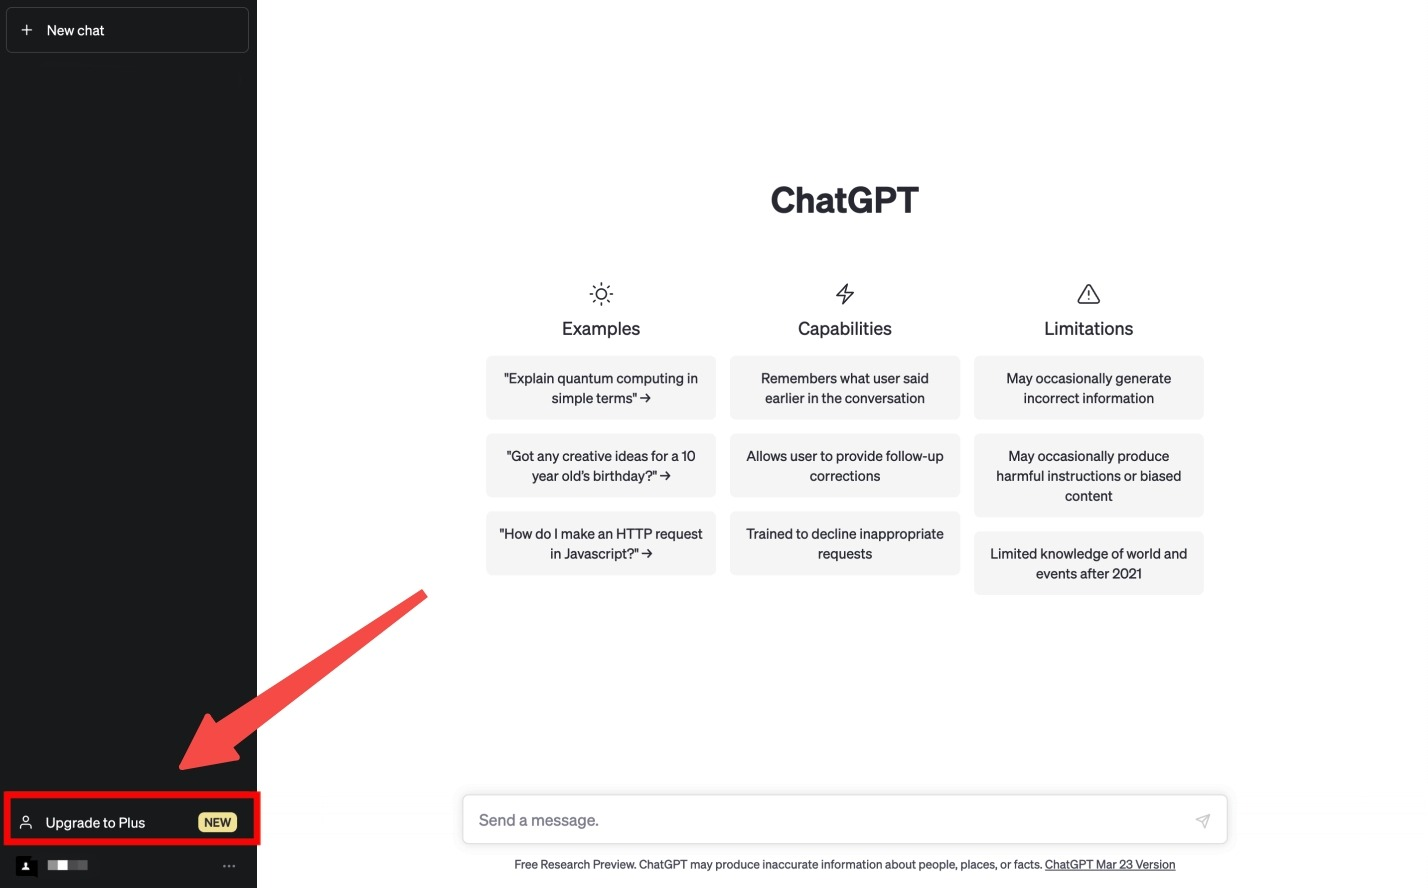 New chat
ChatGPT
Examples
"Explain quantum computing in
simple terms" →
"Got any creative ideas for a 10
year old's birthday?" →
"How do I make an HTTP request
in Javascript?" →
Capabilities
Remembers what user said
earlier in the conversation
Allows user to provide follow-up
corrections
Trained to decline inappropriate
requests
Limitations
May occasionally generate
incorrect information
May occasionally produce
harmful instructions or biased
content
Limited knowledge of world and
events after 2021
Upgrade to Plus NEW
Send a message.
Free Research Preview. ChatGPT may produce inaccurate information about people, places, or facts. ChatGPT Mar 23 Version